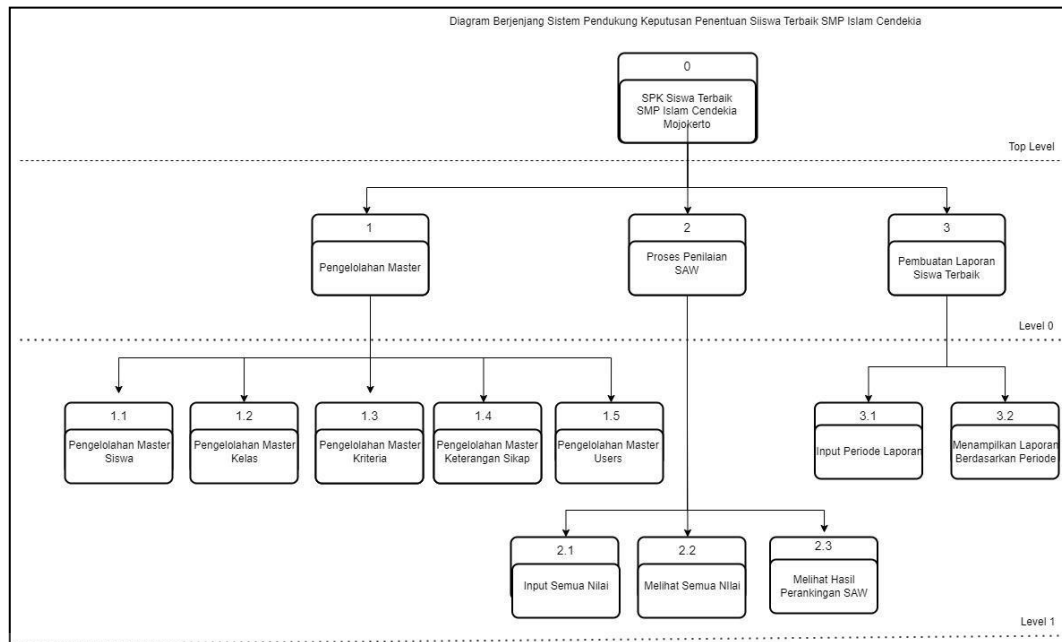 Diagram Berjenjang Sistem Pendukung Keputusan Penentuan Siiswa Terbaik SMP Islam Cendekia
0
SPK Siswa Terbaik
SMP Islam Cendekia
Mojokerto
Top Level
1
Pengelolahan Master
2
Proses Penilaian
SAW
3
Pembuatan Laporan
Siswa Terbaik
Level 0
1.1
Pengelolahan Master
Siswa
1.2
Pengelolahan Master
Kelas
1.3
Pengelolahan Master
Kriteria
1.4
Pengelolahan Master
Keterangan Sikap
1.5
Pengelolahan Master
Users
3.1
Input Periode Laporan
3.2
Menampilkan Laporan
Berdasarkan Periode
2.1
Input Semua Nilai
2.2
Melihat Semua NIlai
2.3
Melihat Hasil
Perankingan SAW
Level 1